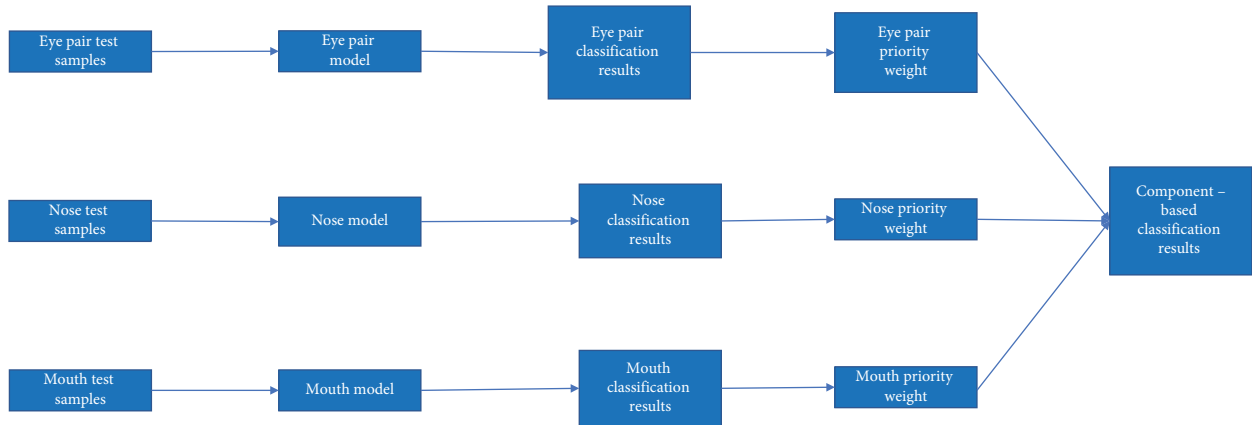 Eye pair test
samples
Eye pair
model
Eye pair
classification
results
Eye pair
priority
weight
Nose test
samples
Nose model
Nose
classification
results
Nose priority
weight
Component –
based
classification
results
Mouth test
samples
Mouth model
Mouth
classification
results
Mouth priority
weight